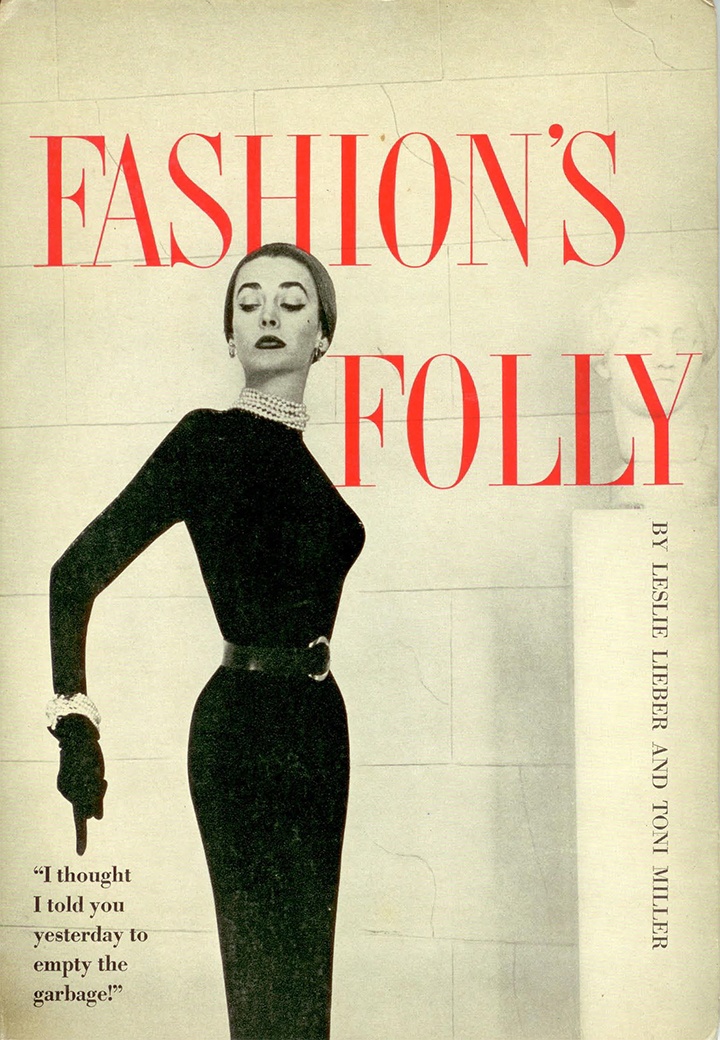 FASHION'S
FOLLY
BY LESLIE LIEBER AND TONI MILLER
“I thought
I told you
yesterday to
empty the
garbage!”